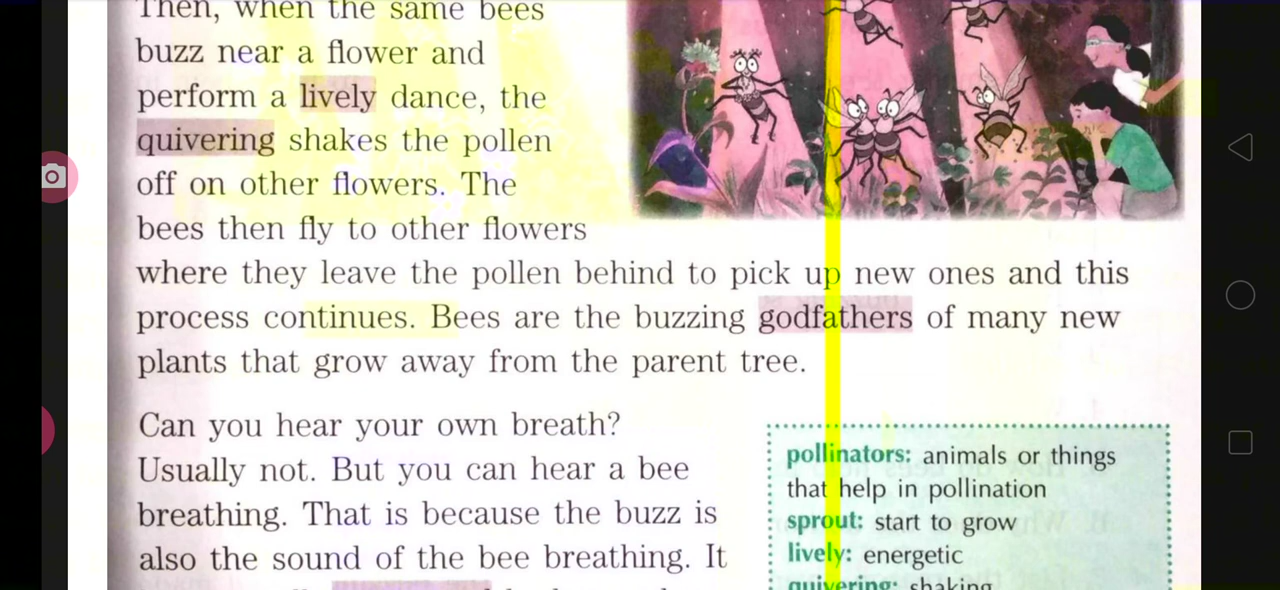 Then, when the same bees
buzz near a flower and
perform a lively dance, the
quivering shakes the pollen
off on other flowers. The
bees then fly to other flowers
where they leave the pollen behind to pick up new ones and this
process continues. Bees are the buzzing godfathers of many new
plants that grow away from the parent tree.
Can you hear your own breath?
Usually not. But you can hear a bee
breathing. That is because the buzz is
also the sound of the bee breathing. It
pollinators: animals or things
that help in pollination
sprout: start to grow
lively: energetic
quivering: shaking